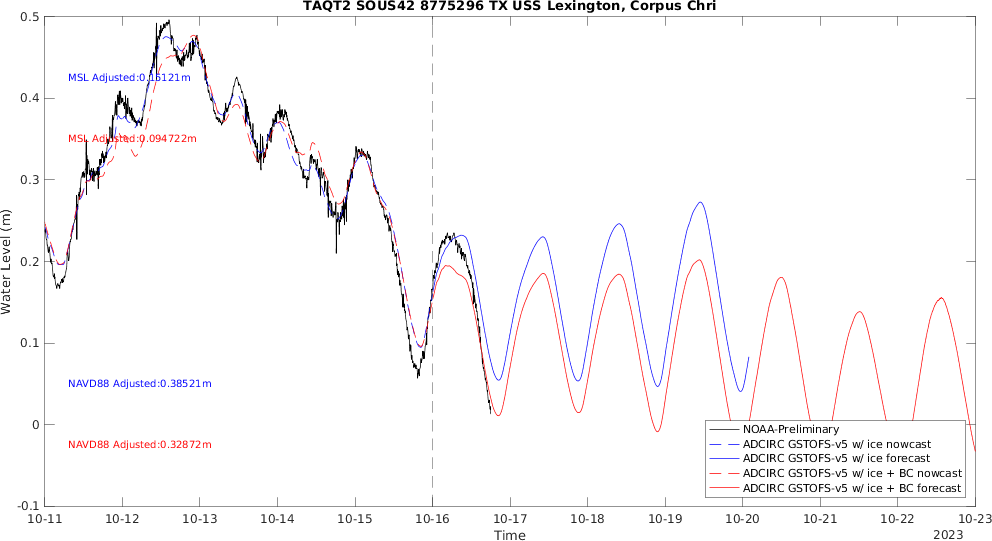 TAQT2 SOUS42 8775296 TX USS Lexington, Corpus Chri
0.5
0.4
0.3
0.2
0.1
0
-0.1
Water Level (m)
MSL Adjusted:0.15121m
MSL Adjusted:0.094722m
NAVD88 Adjusted:0.38521m
NAVD88 Adjusted:0.32872m
NOAA-Preliminary
ADCIRC GSTOFS-v5 w/ ice nowcast
ADCIRC GSTOFS-v5 w/ ice forecast
ADCIRC GSTOFS-v5 w/ ice + BC nowcast
ADCIRC GSTOFS-v5 w/ ice + BC forecast
10-11 10-12 10-13 10-14 10-15 10-16 10-17 10-18 10-19 10-20 10-21 10-22 10-23
Time
2023